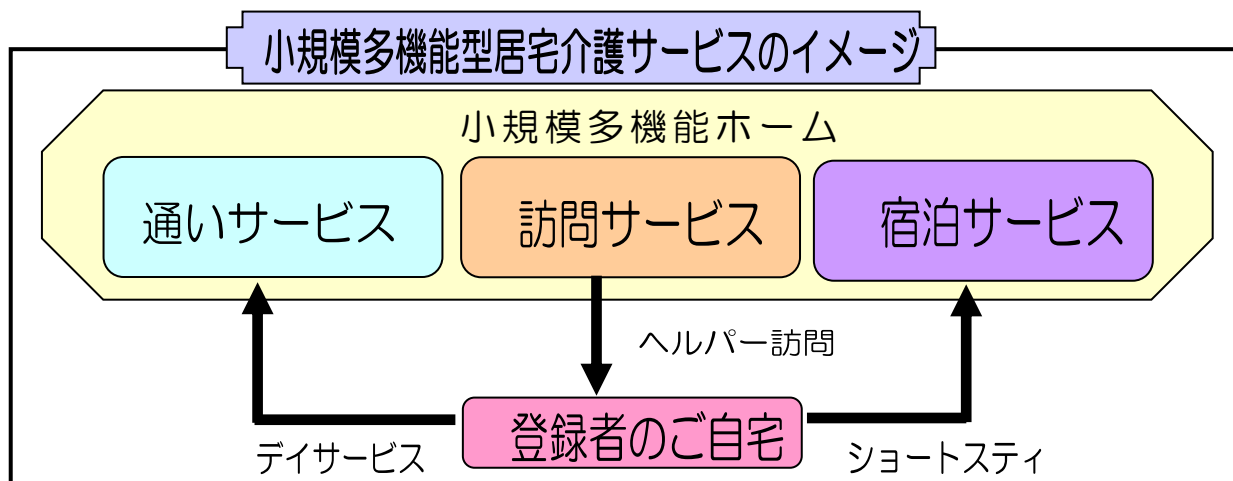 小規模多機能型居宅介護サービスのイメージ
小規模多機能ホーム
通いサービス
訪問サービス
宿泊サービス
ヘルパー訪問
登録者のご自宅
デイサービス
ショートスティ